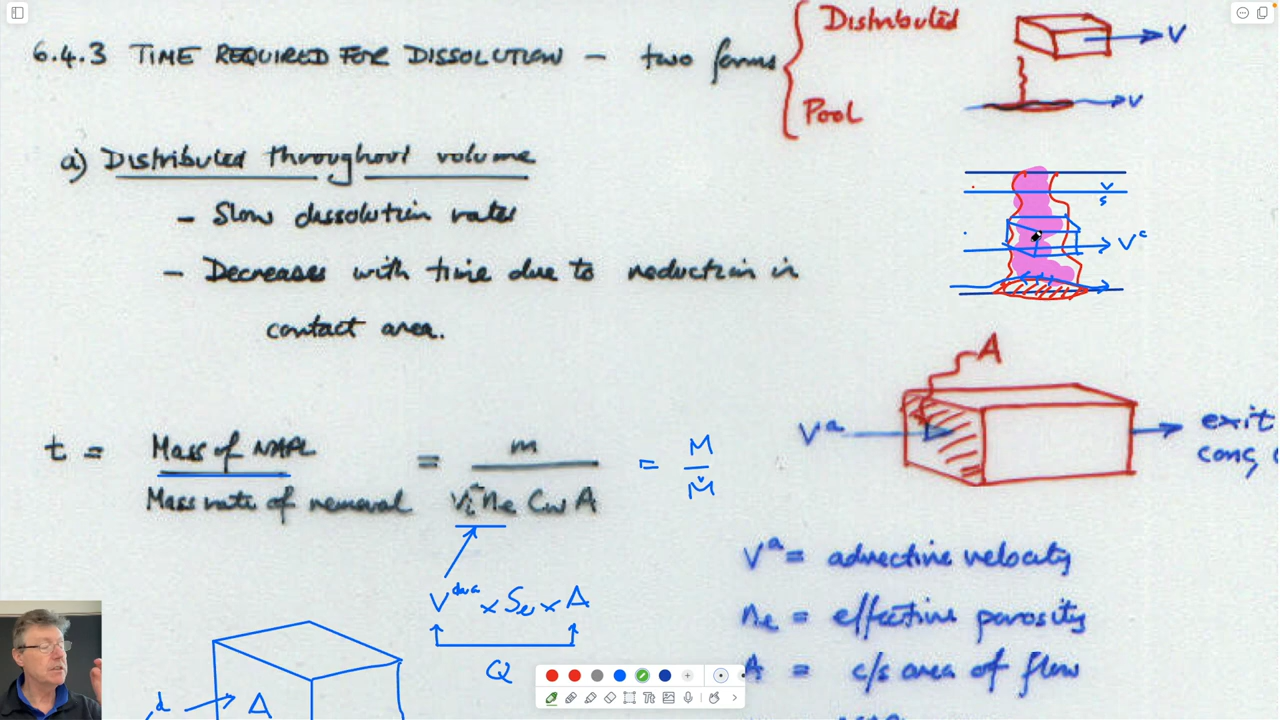 6.4.3 TIME REQUIRED FOR DISSOLUTION – two forms
Distributed
V
Pool
V
a) Distributed throughout volume
– Slow dissolution rates
– Decreases with time due to reduction in
contact area.
A
t = Mass of NAPL / Mass rate of removal = m / nₑ Cw A = M / Ṁ
Vᵃ
exit
conc
Q
d
A
Vᵃ = advective velocity
nₑ = effective porosity
A = c/s area of flow